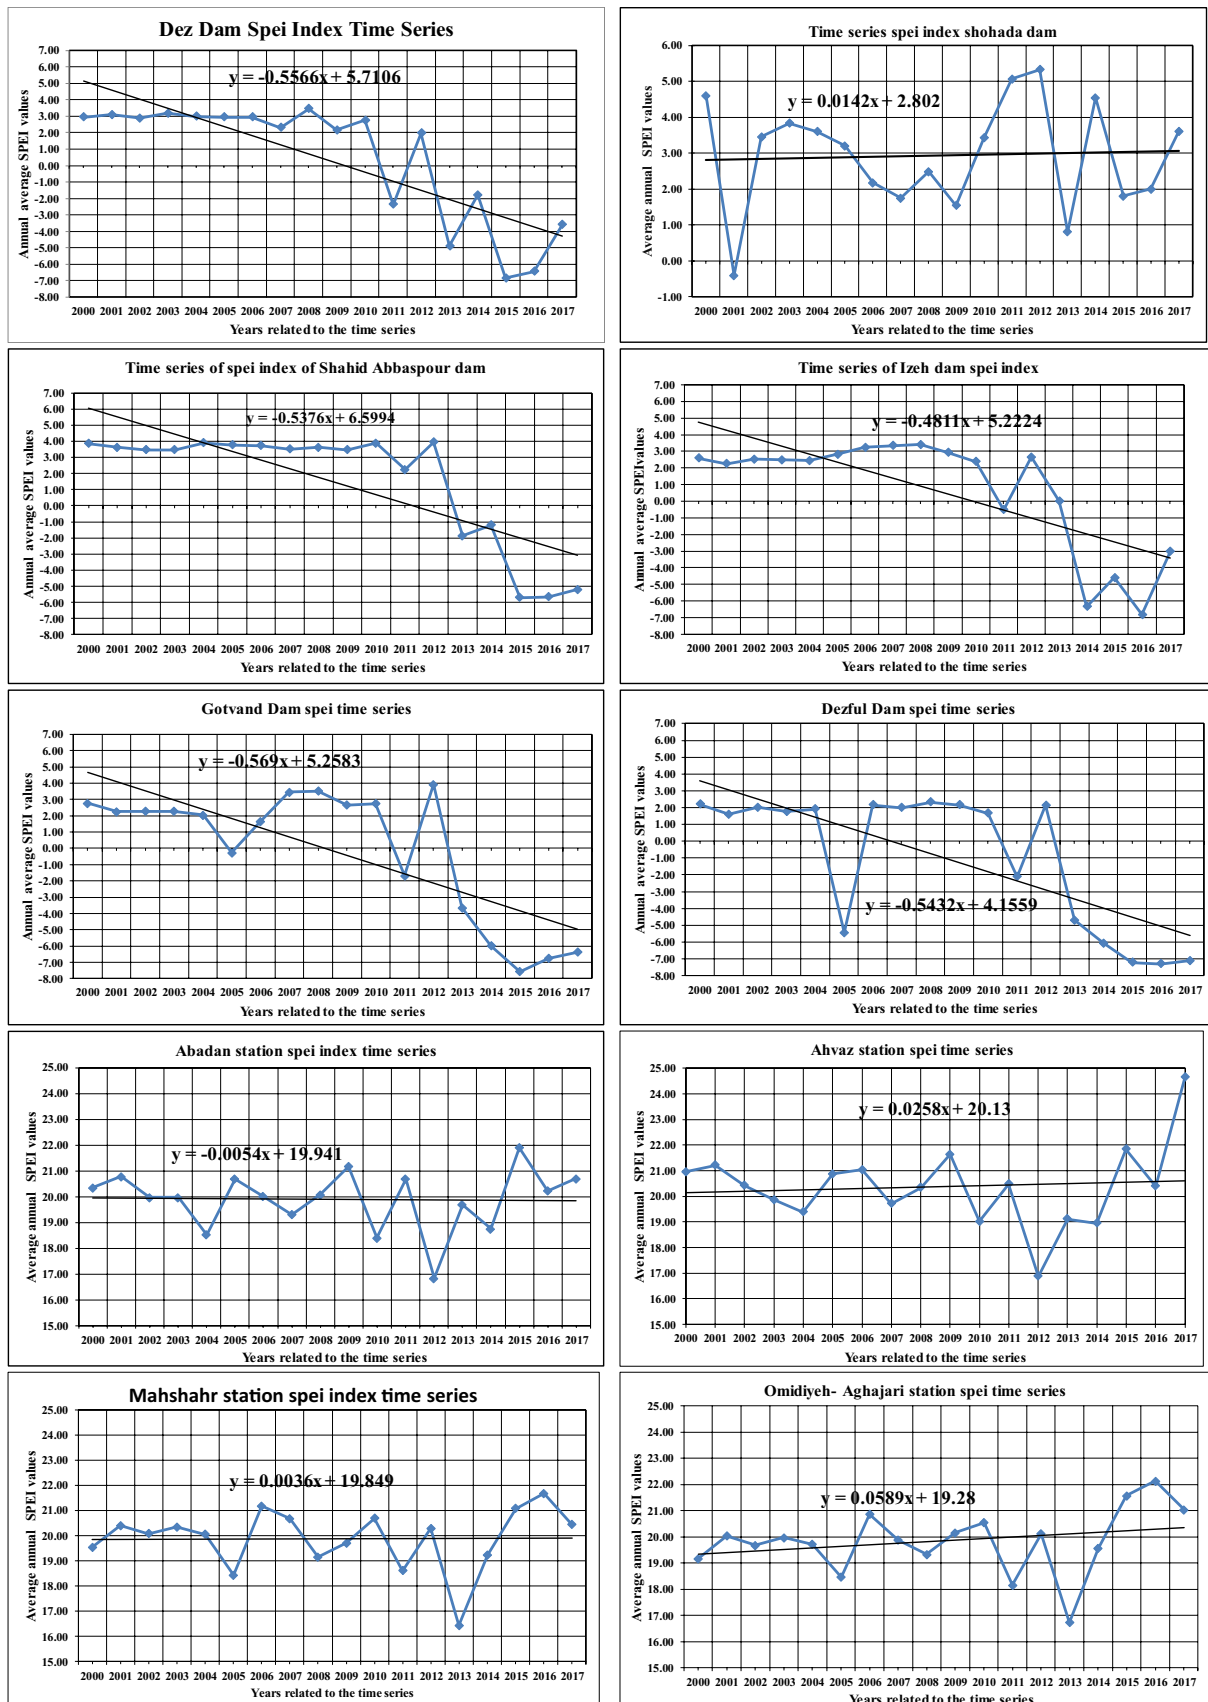 Dez Dam Spei Index Time Series
y = -0.5566x + 5.7106
Annual average SPEI values
7.00
6.00
5.00
4.00
3.00
2.00
1.00
0.00
-1.00
-2.00
-3.00
-4.00
-5.00
-6.00
-7.00
-8.00
2000 2001 2002 2003 2004 2005 2006 2007 2008 2009 2010 2011 2012 2013 2014 2015 2016 2017
Years related to the time series
Time series spei index shohada dam
y = 0.0142x + 2.802
Average annual SPEI values
6.00
5.00
4.00
3.00
2.00
1.00
0.00
-1.00
2000 2001 2002 2003 2004 2005 2006 2007 2008 2009 2010 2011 2012 2013 2014 2015 2016 2017
Years related to the time series
Time series of spei index of Shahid Abbaspour dam
y = -0.5376x + 6.5994
Annual average SPEI values
7.00
6.00
5.00
4.00
3.00
2.00
1.00
0.00
-1.00
-2.00
-3.00
-4.00
-5.00
-6.00
-7.00
-8.00
2000 2001 2002 2003 2004 2005 2006 2007 2008 2009 2010 2011 2012 2013 2014 2015 2016 2017
Years related to the time series
Time series of Izeh dam spei index
y = -0.4811x + 5.2224
Annual average SPEIvalues
7.00
6.00
5.00
4.00
3.00
2.00
1.00
0.00
-1.00
-2.00
-3.00
-4.00
-5.00
-6.00
-7.00
-8.00
2000 2001 2002 2003 2004 2005 2006 2007 2008 2009 2010 2011 2012 2013 2014 2015 2016 2017
Years related to the time series
Gotvand Dam spei time series
y = -0.569x + 5.2583
Annual average SPEI values
7.00
6.00
5.00
4.00
3.00
2.00
1.00
0.00
-1.00
-2.00
-3.00
-4.00
-5.00
-6.00
-7.00
-8.00
2000 2001 2002 2003 2004 2005 2006 2007 2008 2009 2010 2011 2012 2013 2014 2015 2016 2017
Years related to the time series
Dezful Dam spei time series
y = -0.5432x + 4.1559
Annual average SPEI values
7.00
6.00
5.00
4.00
3.00
2.00
1.00
0.00
-1.00
-2.00
-3.00
-4.00
-5.00
-6.00
-7.00
-8.00
2000 2001 2002 2003 2004 2005 2006 2007 2008 2009 2010 2011 2012 2013 2014 2015 2016 2017
Years related to the time series
Abadan station spei index time series
y = -0.0054x + 19.941
Average annual SPEI values
25.00
24.00
23.00
22.00
21.00
20.00
19.00
18.00
17.00
16.00
15.00
2000 2001 2002 2003 2004 2005 2006 2007 2008 2009 2010 2011 2012 2013 2014 2015 2016 2017
Years related to the time series
Ahvaz station spei time series
y = 0.0258x + 20.13
Average annual SPEI values
25.00
24.00
23.00
22.00
21.00
20.00
19.00
18.00
17.00
16.00
15.00
2000 2001 2002 2003 2004 2005 2006 2007 2008 2009 2010 2011 2012 2013 2014 2015 2016 2017
Years related to the time series
Mahshahr station spei index time series
y = 0.0036x + 19.849
Average annual SPEI values
25.00
24.00
23.00
22.00
21.00
20.00
19.00
18.00
17.00
16.00
15.00
2000 2001 2002 2003 2004 2005 2006 2007 2008 2009 2010 2011 2012 2013 2014 2015 2016 2017
Years related to the time series
Omidiyeh- Aghajari station spei time series
y = 0.0589x + 19.28
Average annual SPEI values
25.00
24.00
23.00
22.00
21.00
20.00
19.00
18.00
17.00
16.00
15.00
2000 2001 2002 2003 2004 2005 2006 2007 2008 2009 2010 2011 2012 2013 2014 2015 2016 2017
Years related to the time series